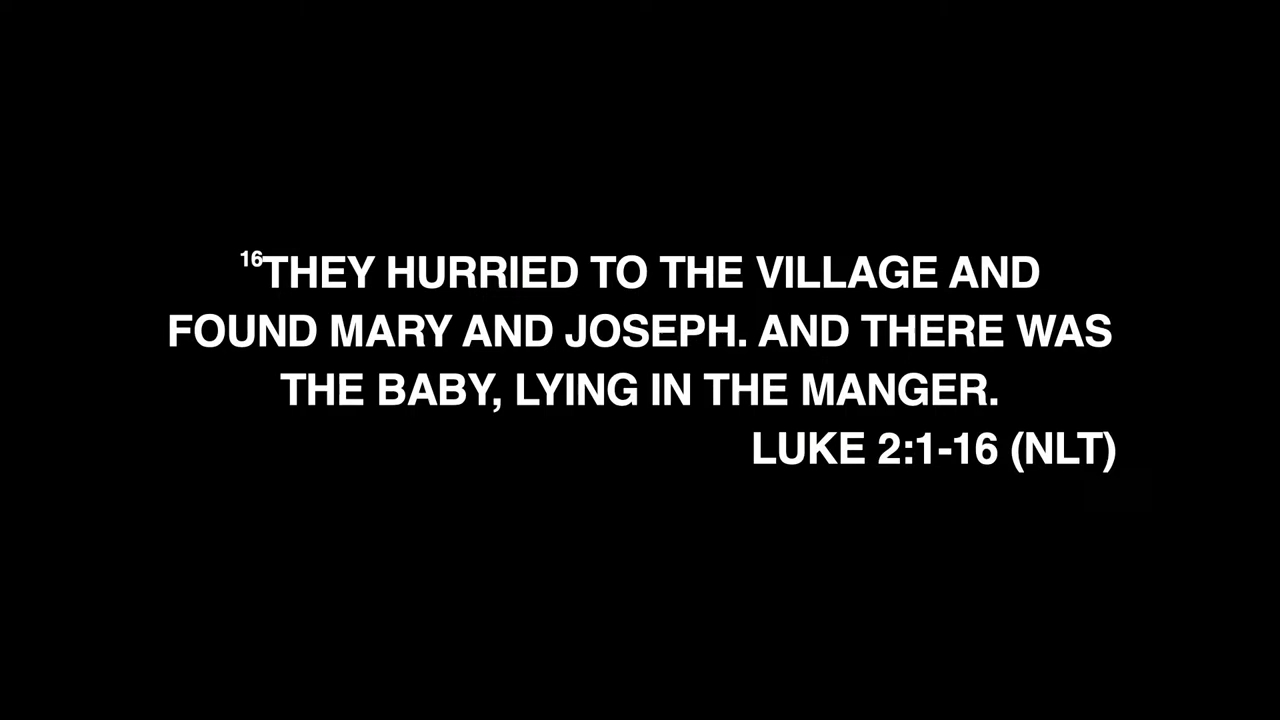 16THEY HURRIED TO THE VILLAGE AND
FOUND MARY AND JOSEPH. AND THERE WAS
THE BABY, LYING IN THE MANGER.
LUKE 2:1-16 (NLT)